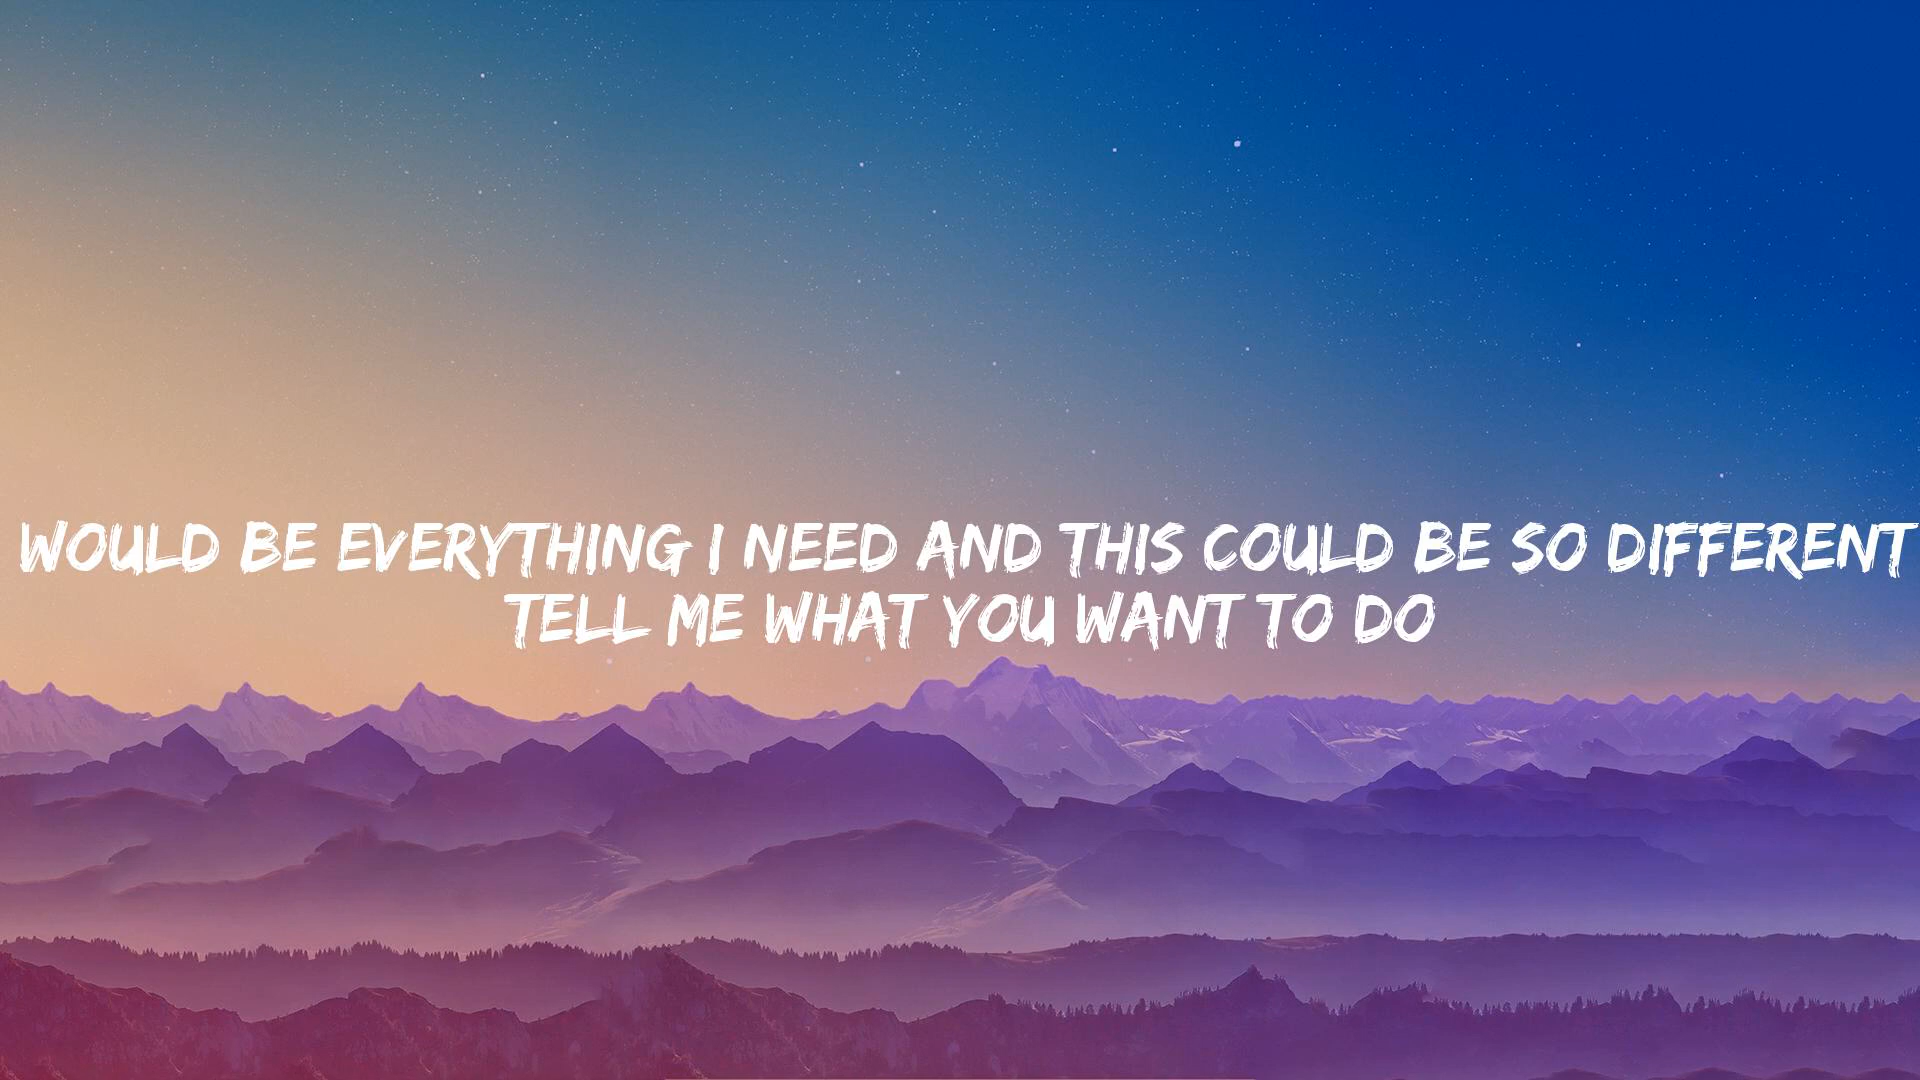 WOULD BE EVERYTHING I NEED AND THIS COULD BE SO DIFFERENT
TELL ME WHAT YOU WANT TO DO